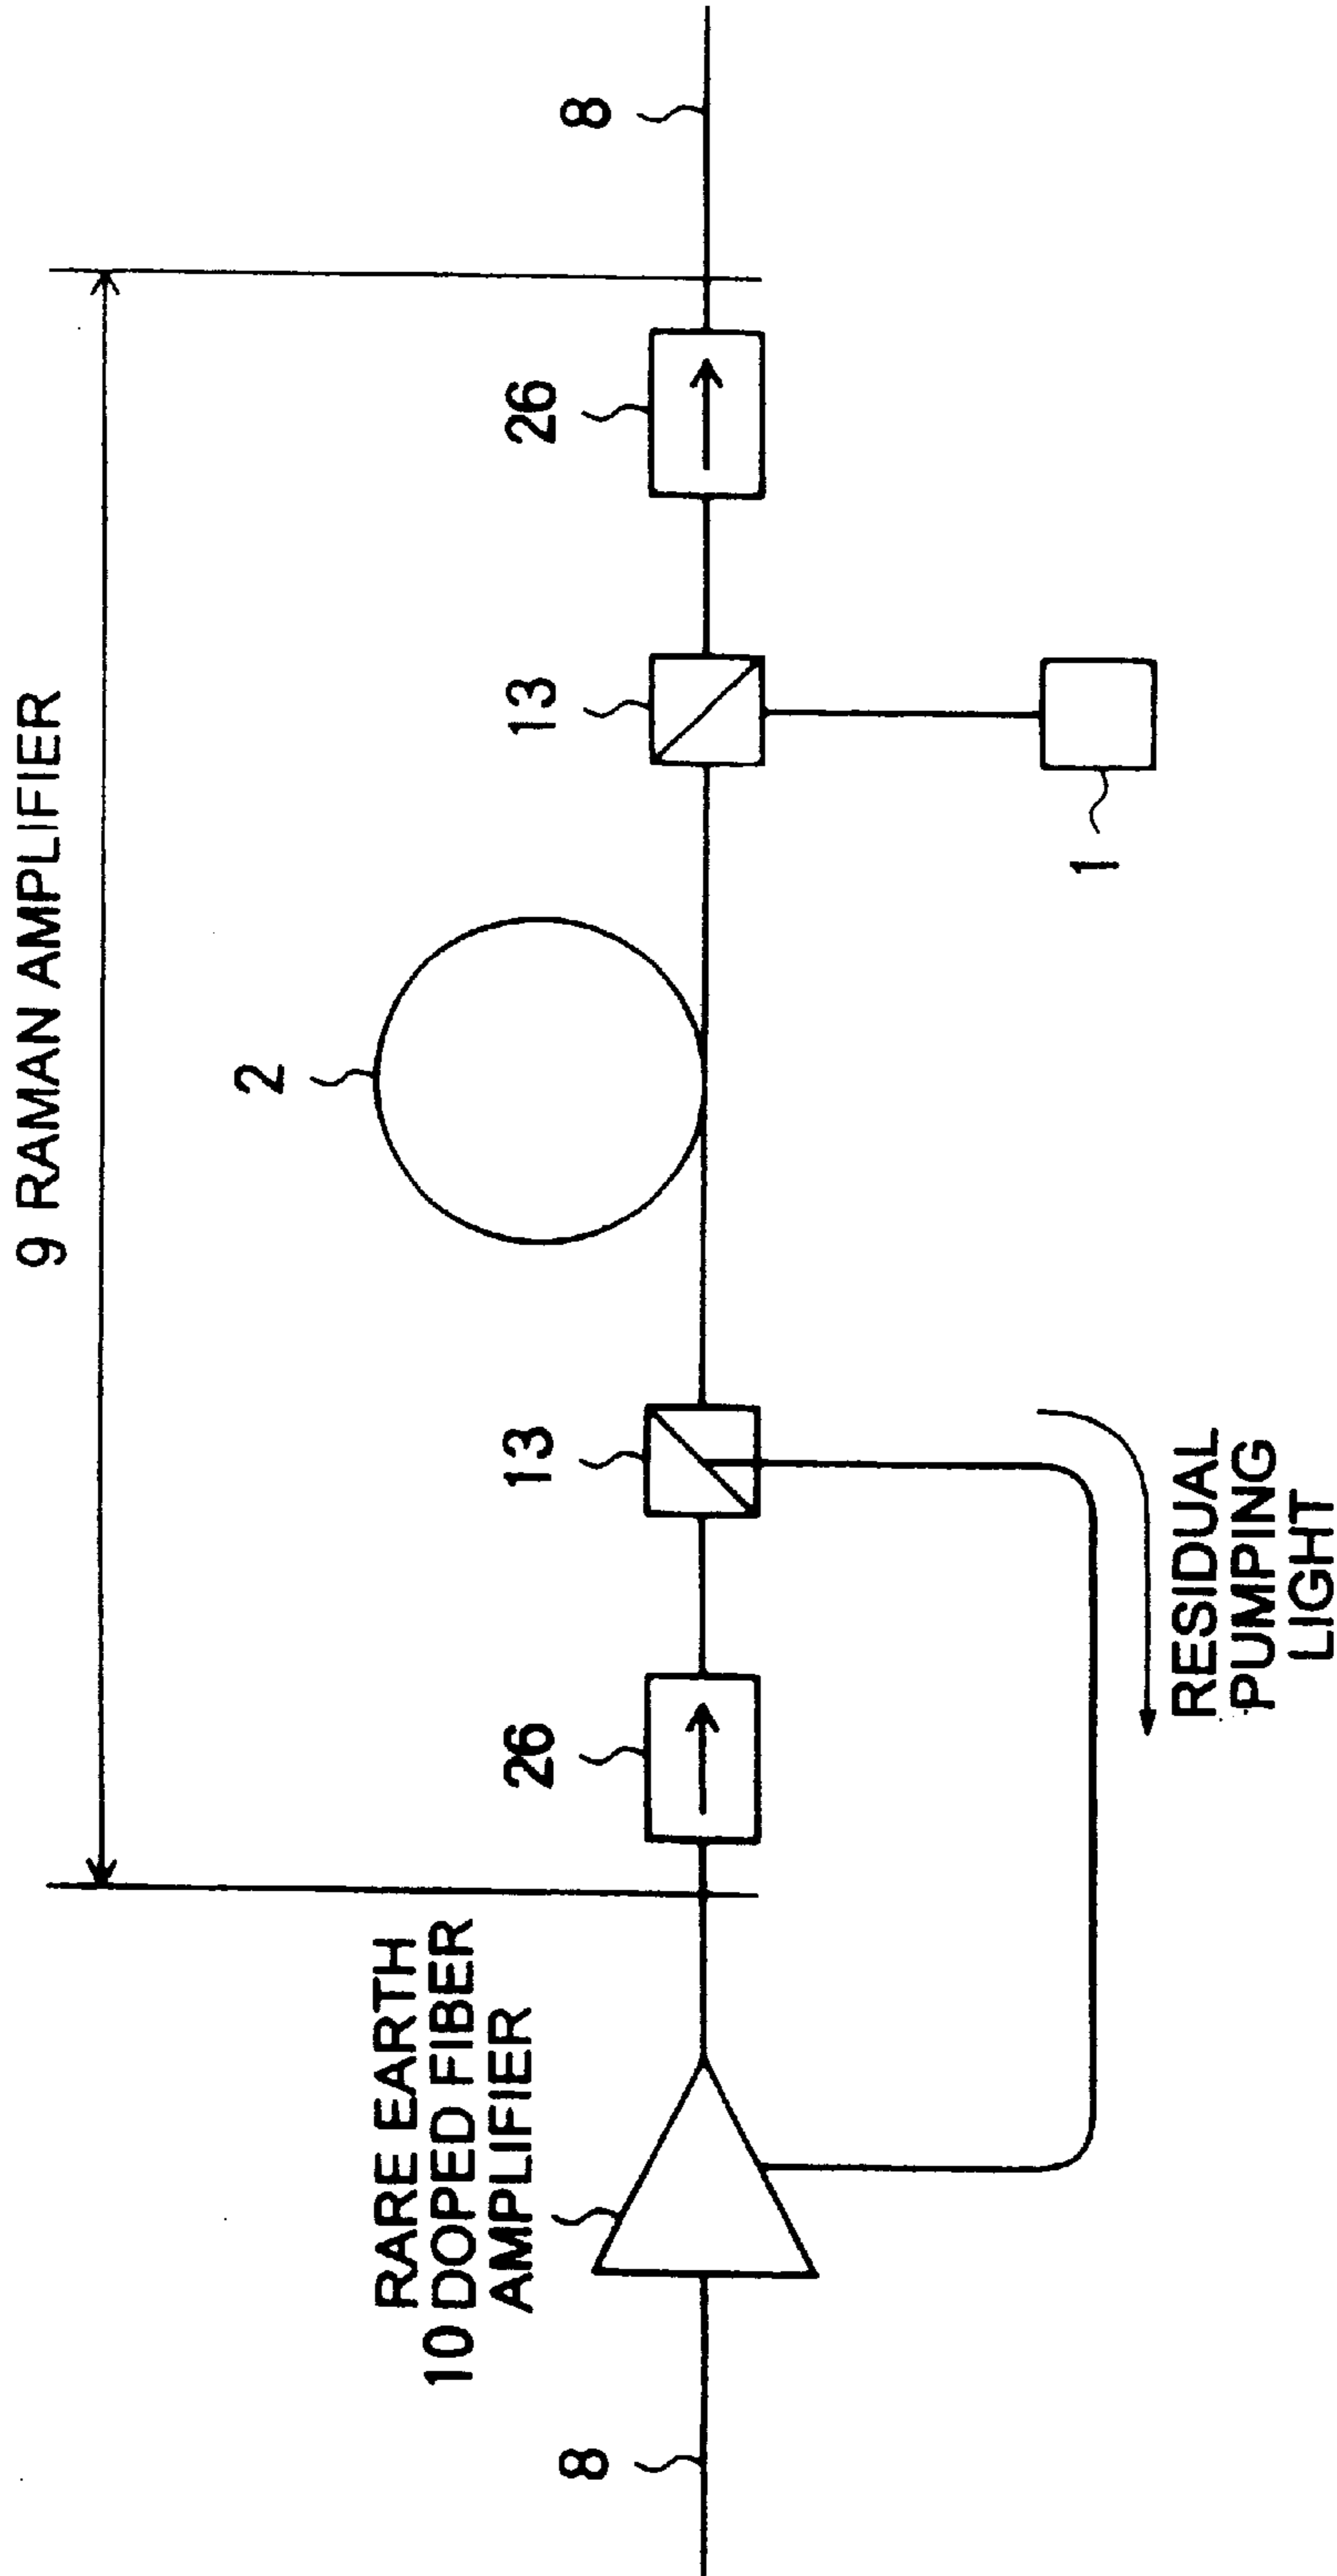 9 RAMAN AMPLIFIER
RARE EARTH
10 DOPED FIBER
AMPLIFIER
8
26
13
2
13
26
8
1
RESIDUAL
PUMPING
LIGHT